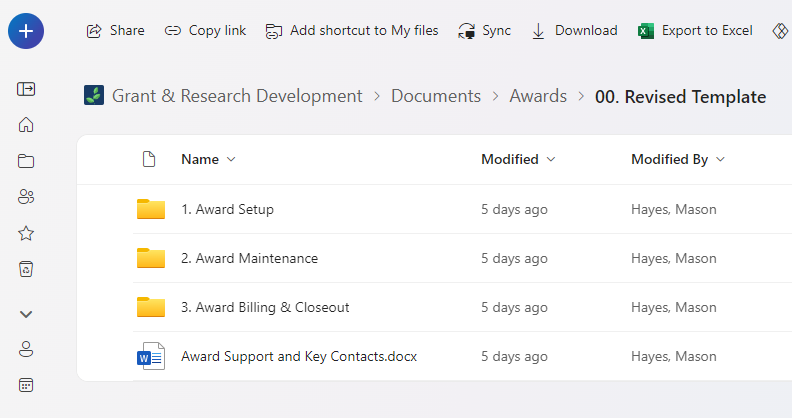 Share Copy link Add shortcut to My files Sync Download Export to Excel
Grant & Research Development > Documents > Awards > 00. Revised Template
Name Modified Modified By
1. Award Setup 5 days ago Hayes, Mason
2. Award Maintenance 5 days ago Hayes, Mason
3. Award Billing & Closeout 5 days ago Hayes, Mason
Award Support and Key Contacts.docx 5 days ago Hayes, Mason